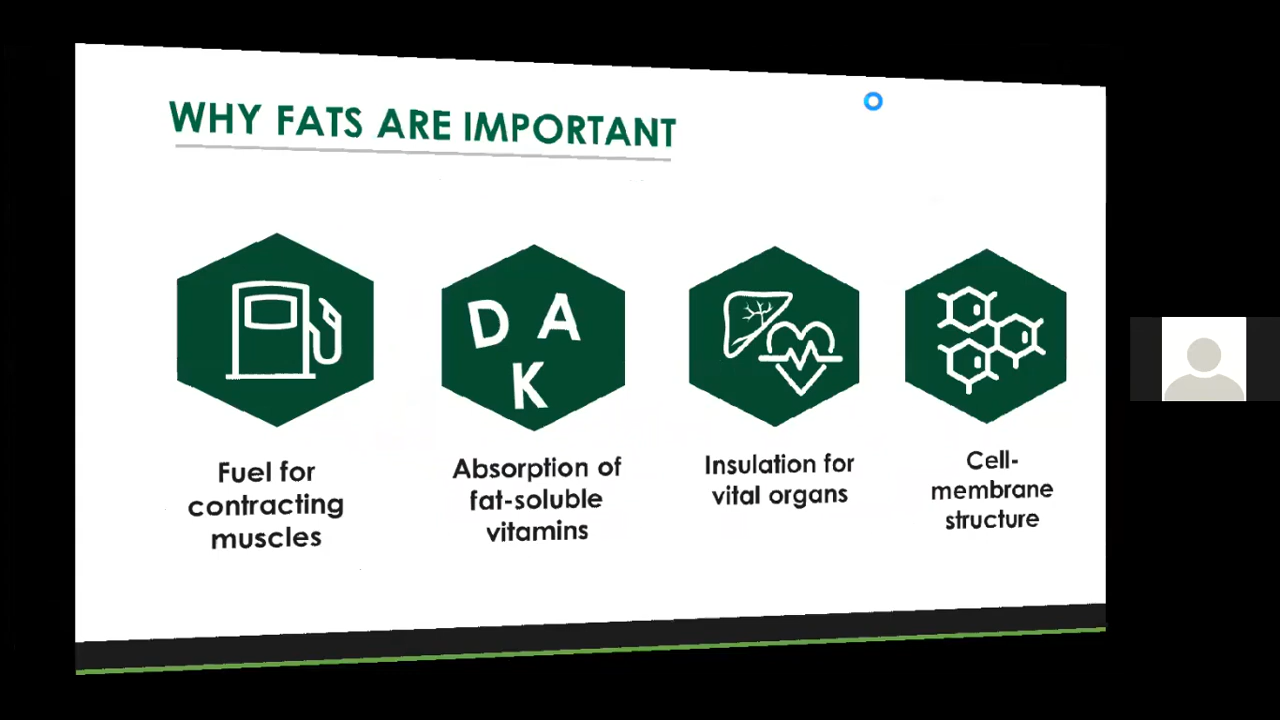 WHY FATS ARE IMPORTANT
D A
K
Fuel for
contracting
muscles
Absorption of
fat-soluble
vitamins
Insulation for
vital organs
Cell-
membrane
structure